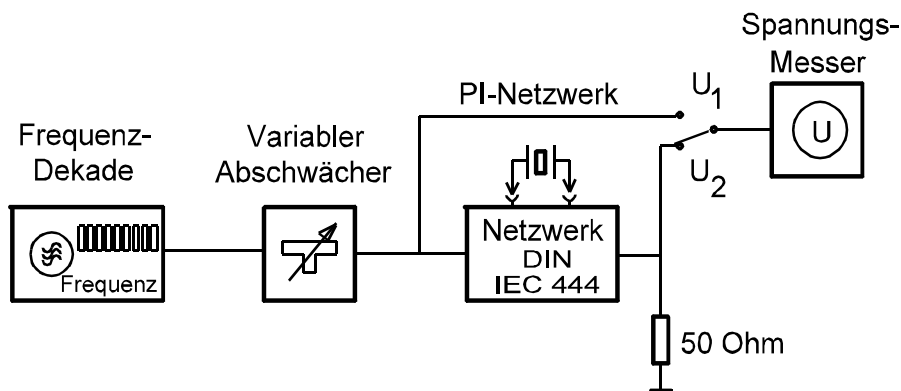 Spannungs-
Messer
U1
PI-Netzwerk
U
U2
Frequenz-
Dekade
Variabler
Abschwächer
Frequenz
Netzwerk
DIN
IEC 444
50 Ohm